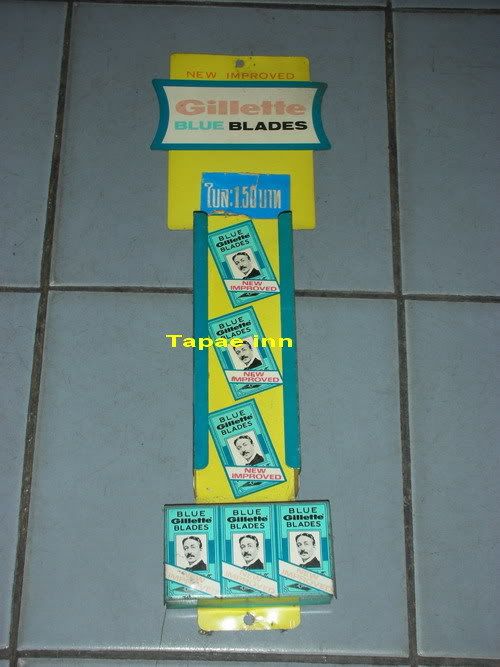 NEW IMPROVED
Gillette
BLUE BLADES
ใบละ 1.50 บาท
BLUE
Gillette
BLADES
NEW
IMPROVED
Tapae inn
BLUE
Gillette
BLADES
NEW
IMPROVED
BLUE
Gillette
BLADES
NEW
IMPROVED
BLUE BLUE BLUE
Gillette Gillette Gillette
BLADES BLADES BLADES